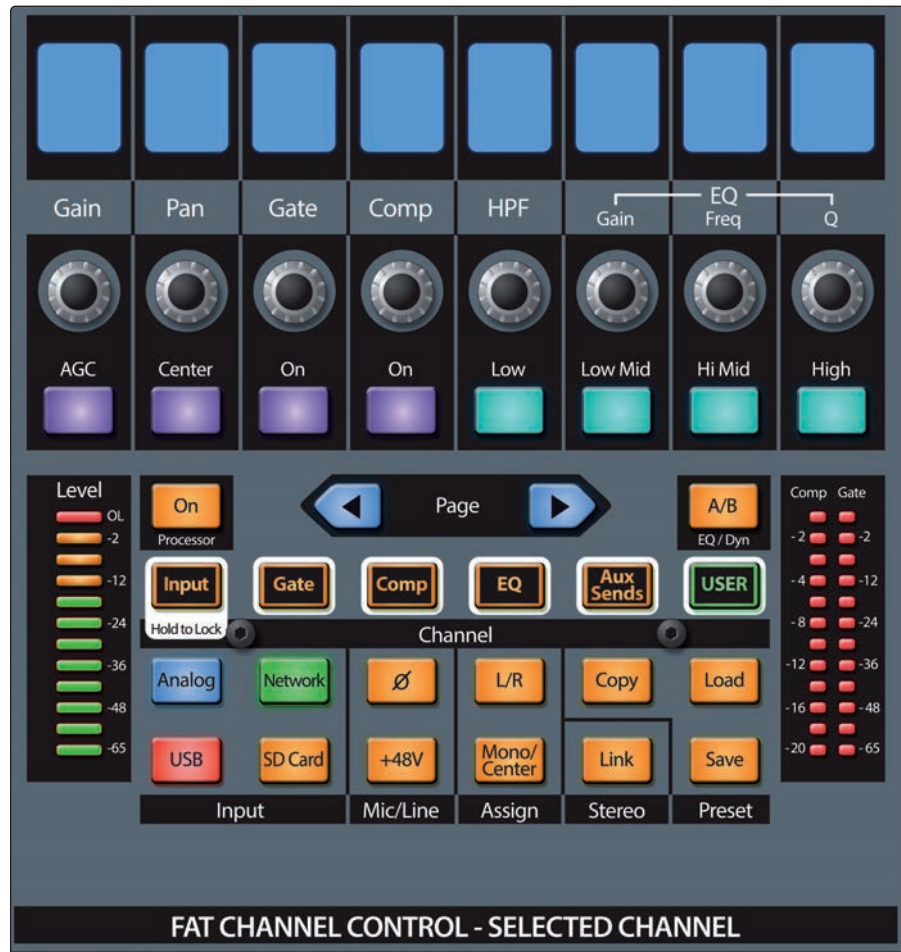 Gain Pan Gate Comp HPF EQ
Gain Freq Q
AGC Center On On Low Low Mid Hi Mid High
Level
OL
-2
-12
-24
-36
-48
-65
On
Processor
Page
A/B
EQ / Dyn
Input Gate Comp EQ Aux
Sends USER
Hold to Lock
Channel
Analog Network Ø L/R Copy Load
USB SD Card +48V Mono/
Center Link Save
Input Mic/Line Assign Stereo Preset
Comp Gate
-2 -2
-4 -12
-8 -24
-12 -36
-16 -48
-20 -65
FAT CHANNEL CONTROL - SELECTED CHANNEL